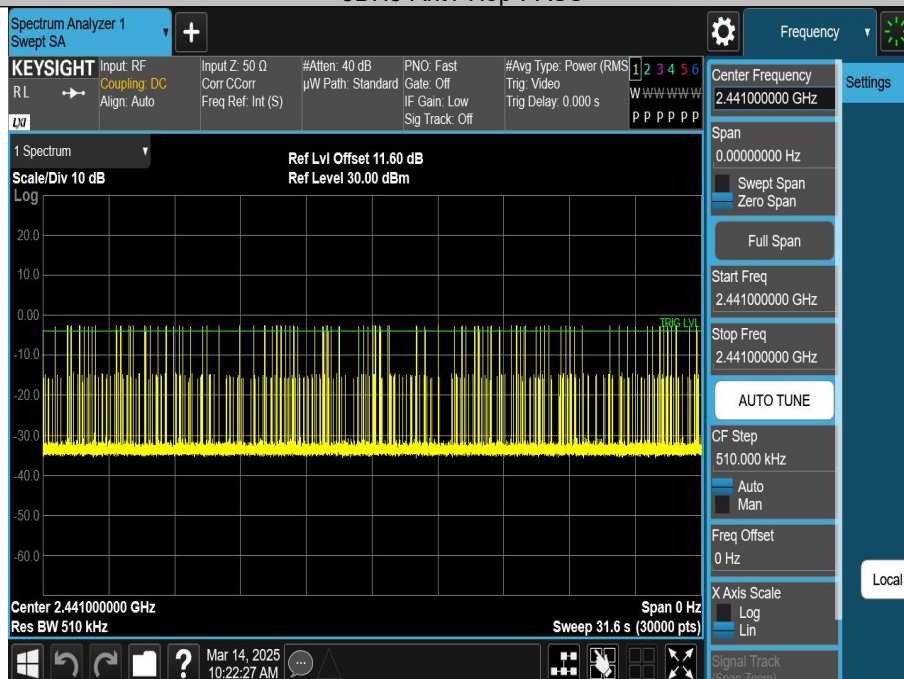 Spectrum Analyzer 1
Swept SA
+
Frequency
KEYSIGHT
R L
LXI
Input: RF
Coupling: DC
Align: Auto
Input Z: 50 Ω
Corr CCorr
Freq Ref: Int (S)
#Atten: 40 dB
µW Path: Standard
PNO: Fast
Gate: Off
IF Gain: Low
Sig Track: Off
#Avg Type: Power (RMS
Trig: Video
Trig Delay: 0.000 s
1 2 3 4 5 6
W W W W W W
P P P P P P
Center Frequency
2.441000000 GHz
Settings
Span
0.00000000 Hz
Swept Span
Zero Span
Full Span
Start Freq
2.441000000 GHz
Stop Freq
2.441000000 GHz
AUTO TUNE
CF Step
510.000 kHz
Auto
Man
Freq Offset
0 Hz
X Axis Scale
Log
Lin
Signal Track
(Span Zoom)
Local
1 Spectrum
Scale/Div 10 dB
Ref Lvl Offset 11.60 dB
Ref Level 30.00 dBm
Log
20.0
10.0
0.00
TRIG LVL
-10.0
-20.0
-30.0
-40.0
-50.0
-60.0
Center 2.441000000 GHz
Span 0 Hz
Res BW 510 kHz
Sweep 31.6 s (30000 pts)
?
Mar 14, 2025
10:22:27 AM